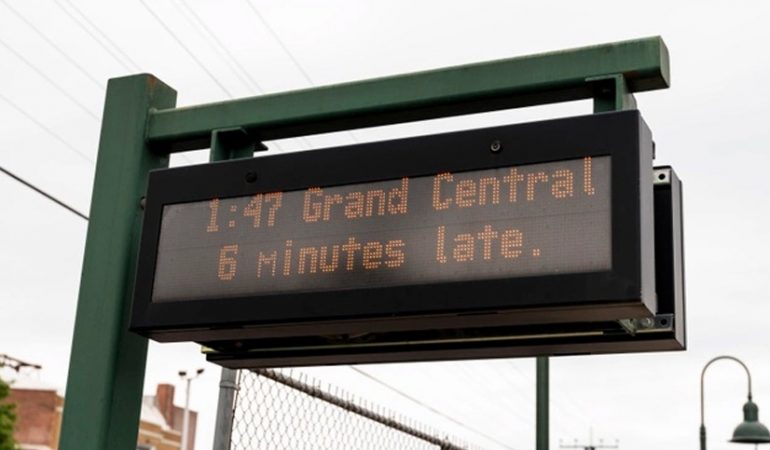 1:47 Grand Central
6 minutes late.